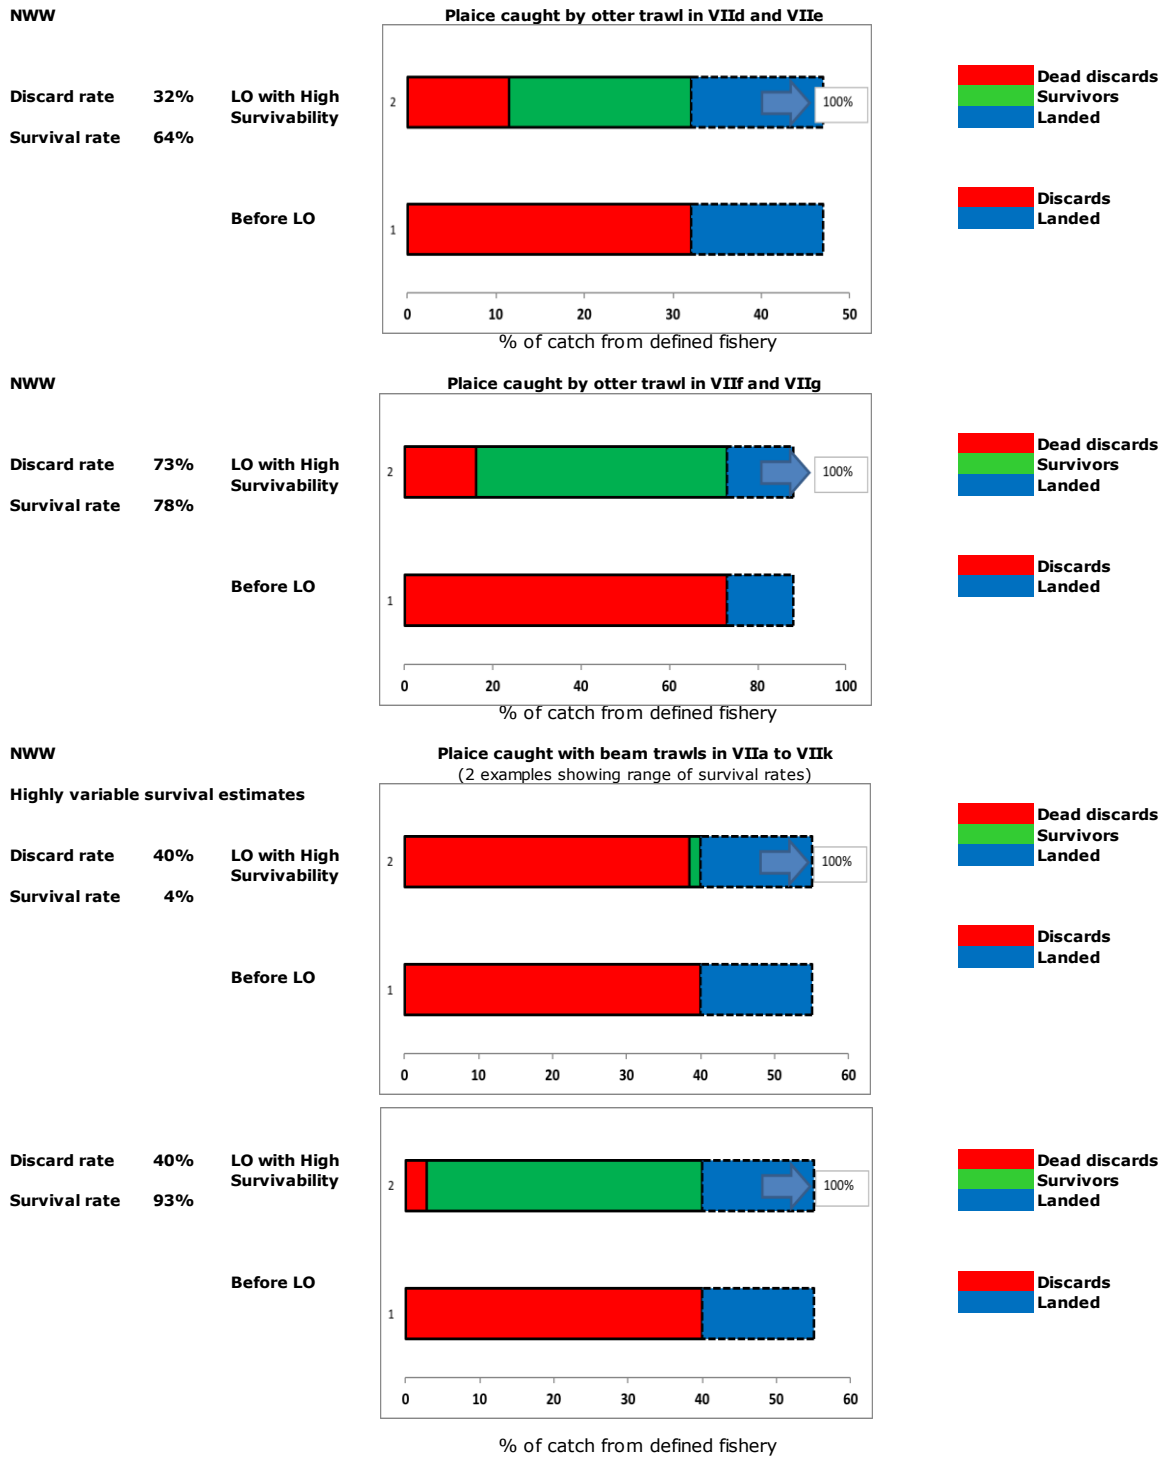 NWW
Plaice caught by otter trawl in VIId and VIIe
Discard rate 32% LO with High
Survivability
Survival rate 64%
2
100%
Dead discards
Survivors
Landed
Before LO
1
Discards
Landed
0 10 20 30 40 50
% of catch from defined fishery
NWW
Plaice caught by otter trawl in VIIf and VIIg
Discard rate 73% LO with High
Survivability
Survival rate 78%
2
100%
Dead discards
Survivors
Landed
Before LO
1
Discards
Landed
0 20 40 60 80 100
% of catch from defined fishery
NWW
Plaice caught with beam trawls in VIIa to VIIk
(2 examples showing range of survival rates)
Highly variable survival estimates
Discard rate 40% LO with High
Survivability
Survival rate 4%
2
100%
Dead discards
Survivors
Landed
Before LO
1
Discards
Landed
0 10 20 30 40 50 60
Discard rate 40% LO with High
Survivability
Survival rate 93%
2
100%
Dead discards
Survivors
Landed
Before LO
1
Discards
Landed
0 10 20 30 40 50 60
% of catch from defined fishery